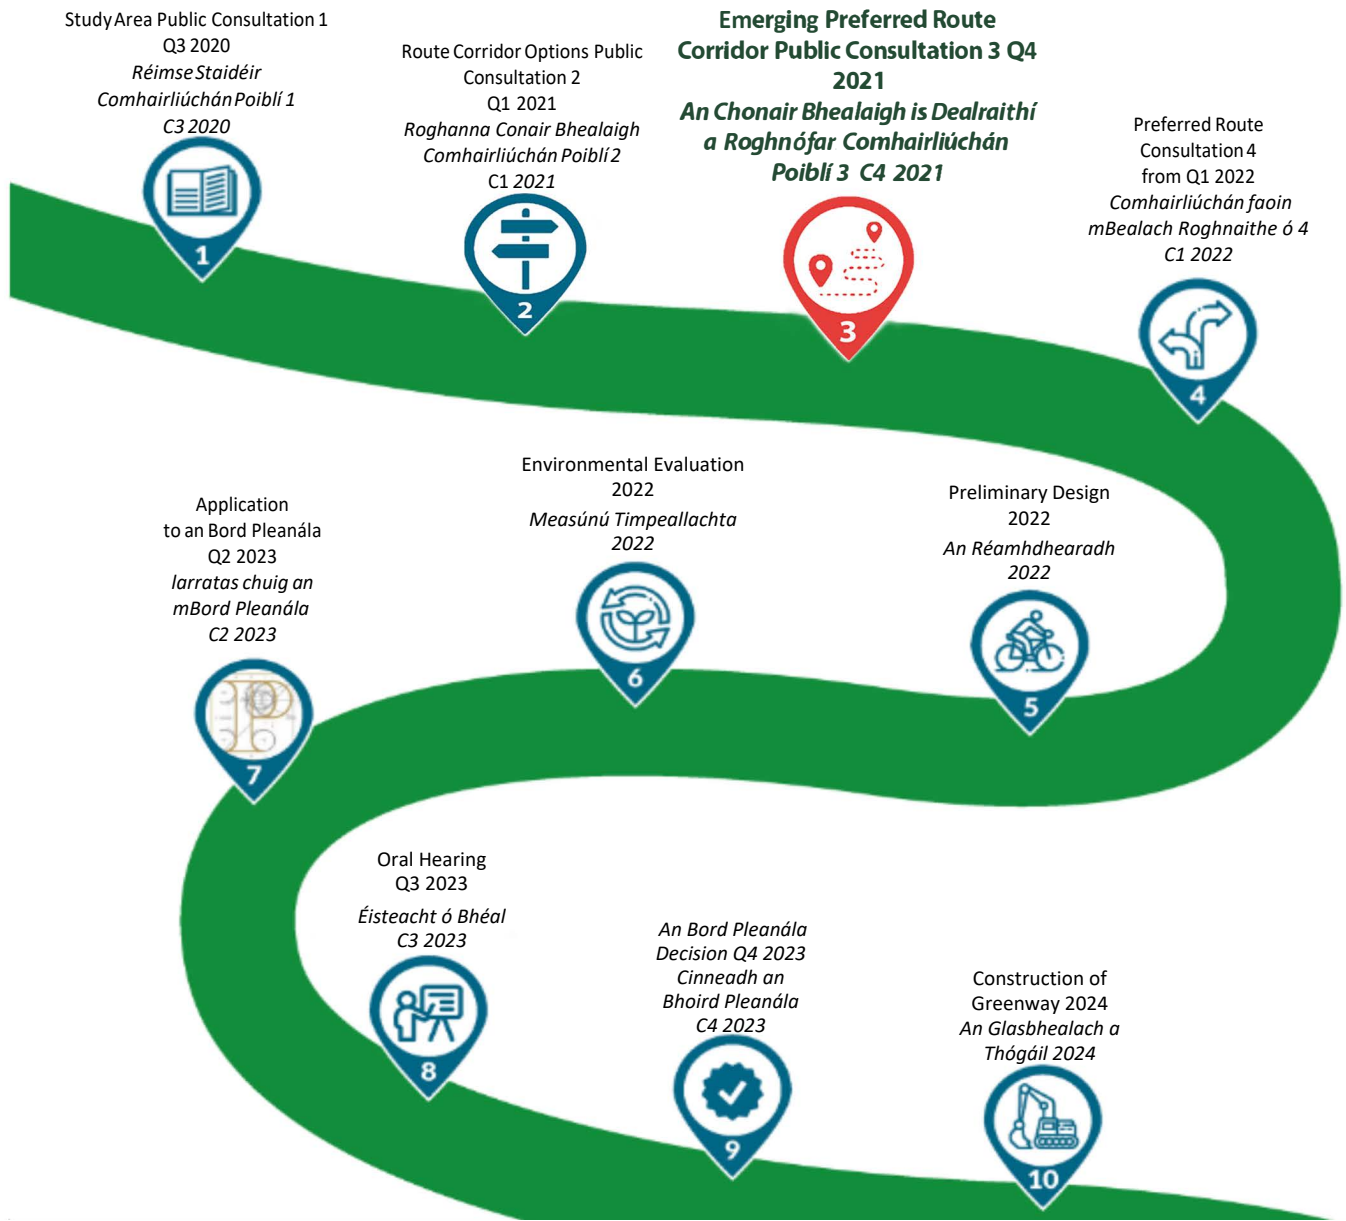 Study Area Public Consultation 1
Q3 2020
Réimse Staidéir
Comhairliúchán Poiblí 1
C3 2020
1
Route Corridor Options Public
Consultation 2
Q1 2021
Roghanna Conair Bhealaigh
Comhairliúchán Poiblí 2
C1 2021
2
Emerging Preferred Route
Corridor Public Consultation 3 Q4
2021
An Chonair Bhealaigh is Dealraithí
a Roghnófar Comhairliúchán
Poiblí 3 C4 2021
3
Preferred Route
Consultation 4
from Q1 2022
Comhairliúchán faoin
mBealach Roghnaithe ó 4
C1 2022
4
Preliminary Design
2022
An Réamhdhearadh
2022
5
Environmental Evaluation
2022
Measúnú Timpeallachta
2022
6
Application
to an Bord Pleanála
Q2 2023
Iarratas chuig an
mBord Pleanála
C2 2023
7
Oral Hearing
Q3 2023
Éisteacht ó Bhéal
C3 2023
8
An Bord Pleanála
Decision Q4 2023
Cinneadh an
Bhoird Pleanála
C4 2023
9
Construction of
Greenway 2024
An Glasbhealach a
Thógáil 2024
10